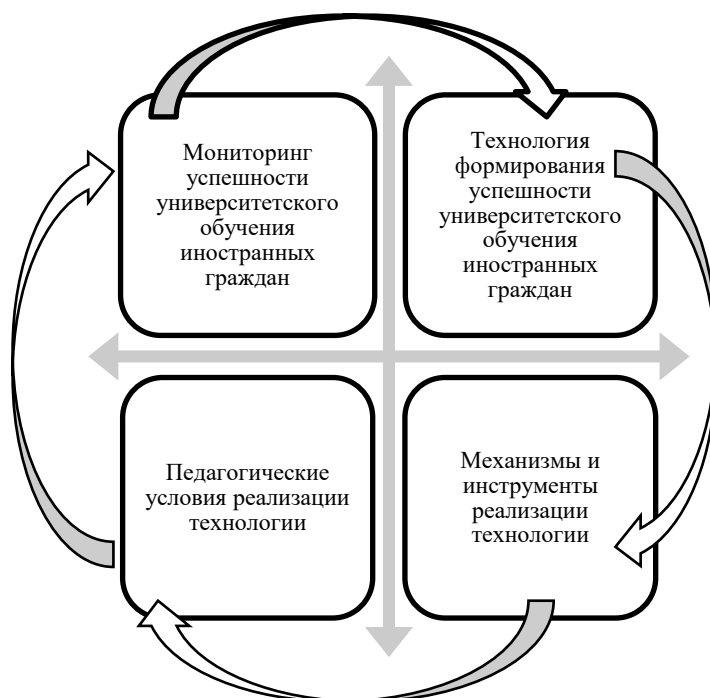 Мониторинг
успешности
университетского
обучения
иностранных
граждан
Технология
формирования
успешности
университетского
обучения
иностранных
граждан
Педагогические
условия реализации
технологии
Механизмы и
инструменты
реализации
технологии